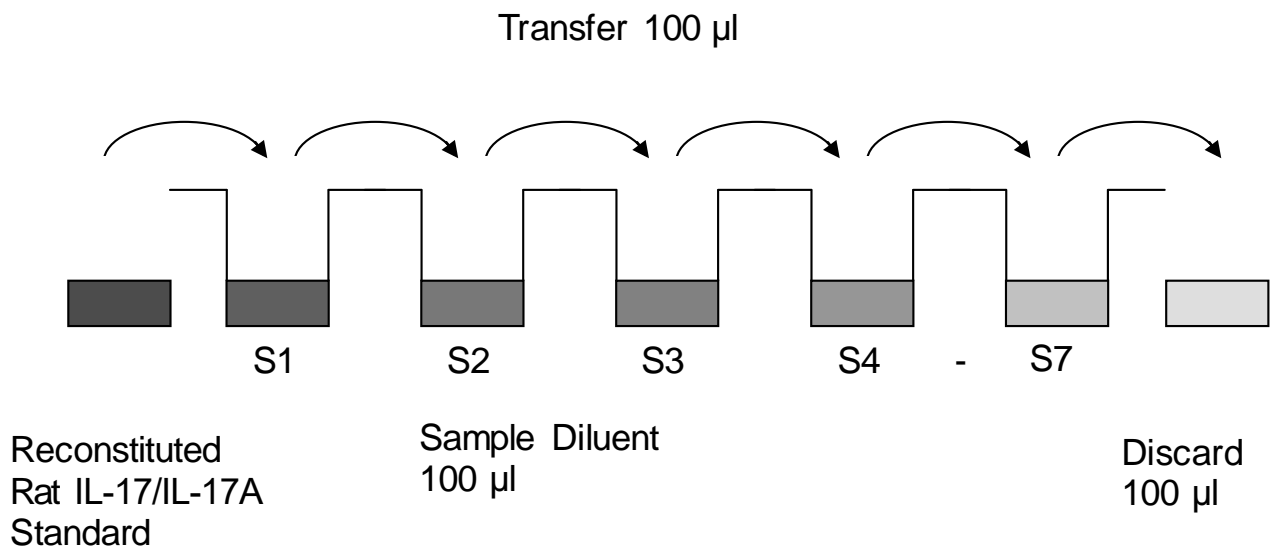 Transfer 100 µl
S1 S2 S3 S4 - S7
Reconstituted
Rat IL-17/IL-17A
Standard
Sample Diluent
100 µl
Discard
100 µl